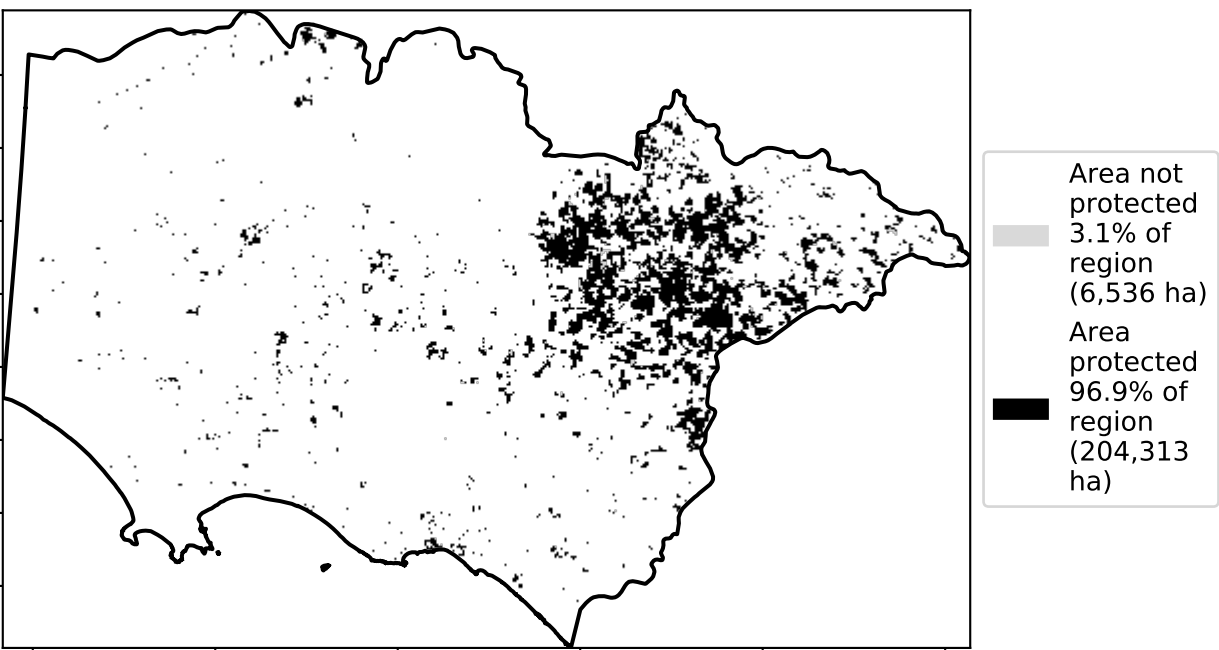 Area not
protected
3.1% of
region
(6,536 ha)
Area
protected
96.9% of
region
(204,313
ha)